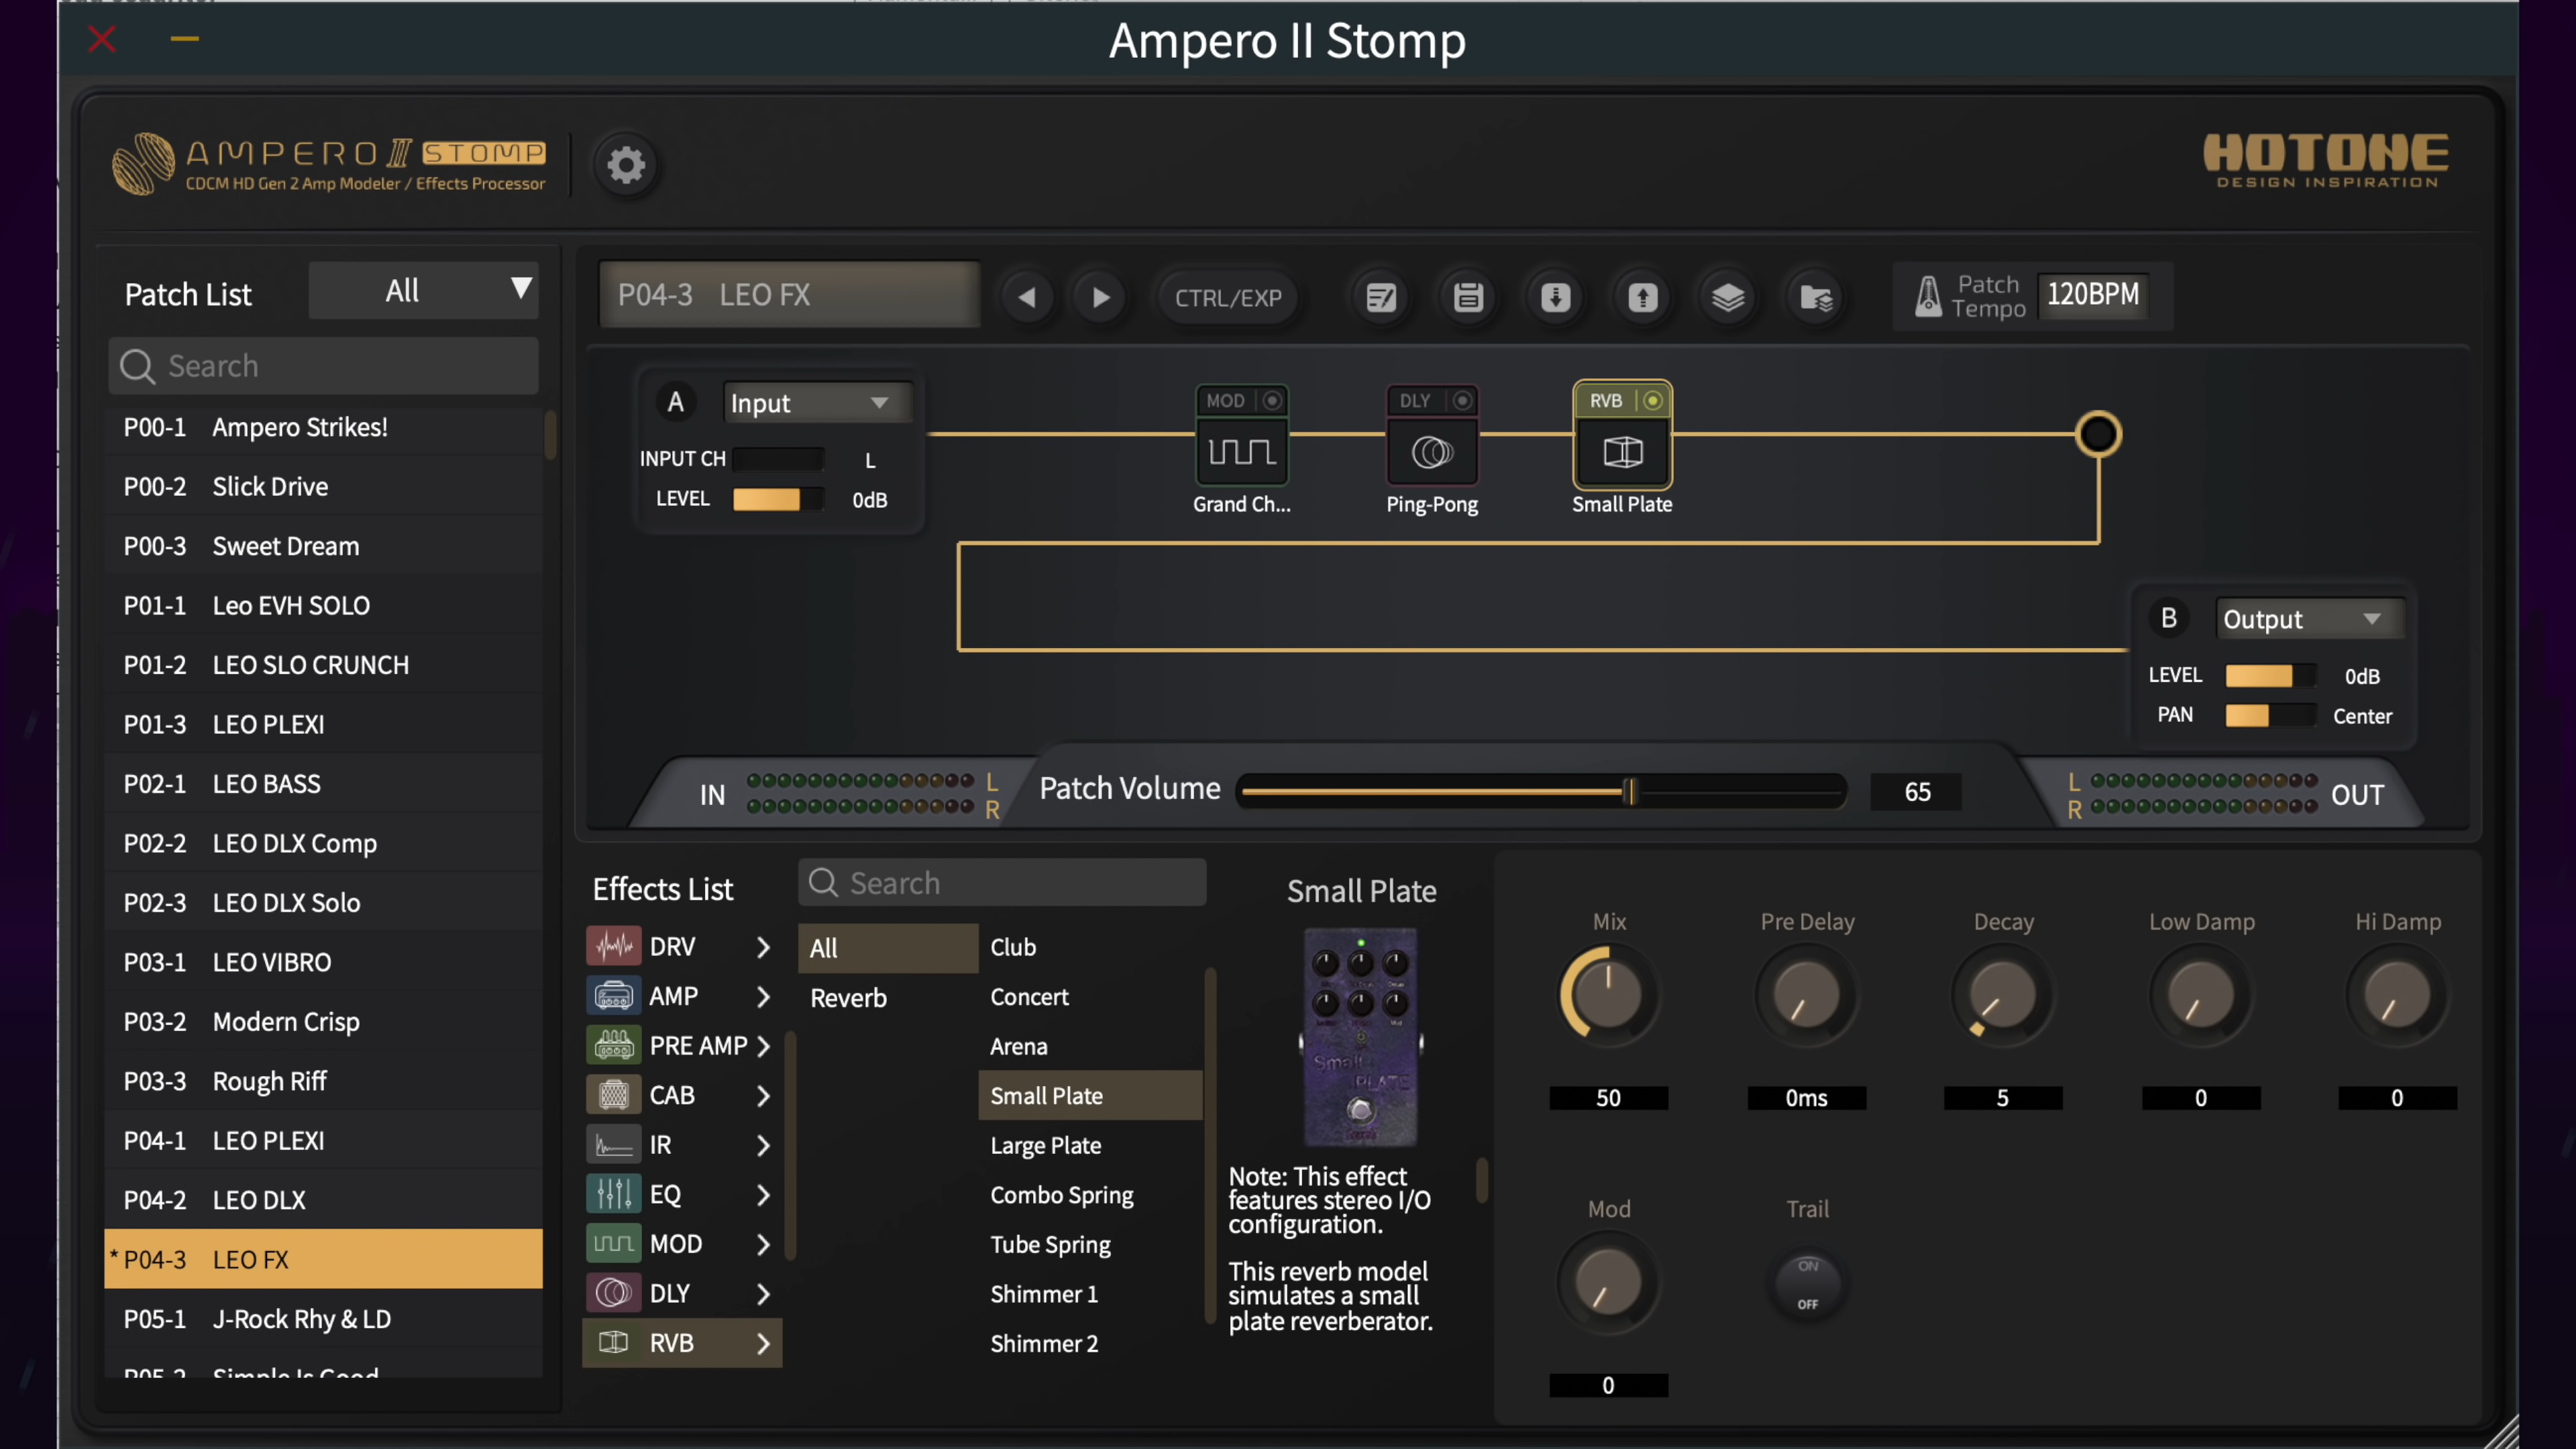 Ampero II Stomp
AMPERO II STOMP
CDCM HD Gen 2 Amp Modeler / Effects Processor
HOTONE
DESIGN INSPIRATION
Patch List
All
Search
P00-1 Ampero Strikes!
P00-2 Slick Drive
P00-3 Sweet Dream
P01-1 Leo EVH SOLO
P01-2 LEO SLO CRUNCH
P01-3 LEO PLEXI
P02-1 LEO BASS
P02-2 LEO DLX Comp
P02-3 LEO DLX Solo
P03-1 LEO VIBRO
P03-2 Modern Crisp
P03-3 Rough Riff
P04-1 LEO PLEXI
P04-2 LEO DLX
* P04-3 LEO FX
P05-1 J-Rock Rhy & LD
P05-2 Simple Is Good
P04-3 LEO FX
CTRL/EXP
Patch
Tempo
120BPM
A
Input
INPUT CH L
LEVEL 0dB
MOD
Grand Ch...
DLY
Ping-Pong
RVB
Small Plate
B
Output
LEVEL 0dB
PAN Center
IN
L
R
Patch Volume
65
L
R
OUT
Effects List
DRV
AMP
PRE AMP
CAB
IR
EQ
MOD
DLY
RVB
Search
All
Reverb
Club
Concert
Arena
Small Plate
Large Plate
Combo Spring
Tube Spring
Shimmer 1
Shimmer 2
Small Plate
Small
PLATE
Note: This effect
features stereo I/O
configuration.
This reverb model
simulates a small
plate reverberator.
Mix
50
Pre Delay
0ms
Decay
5
Low Damp
0
Hi Damp
0
Mod
0
Trail
ON
OFF